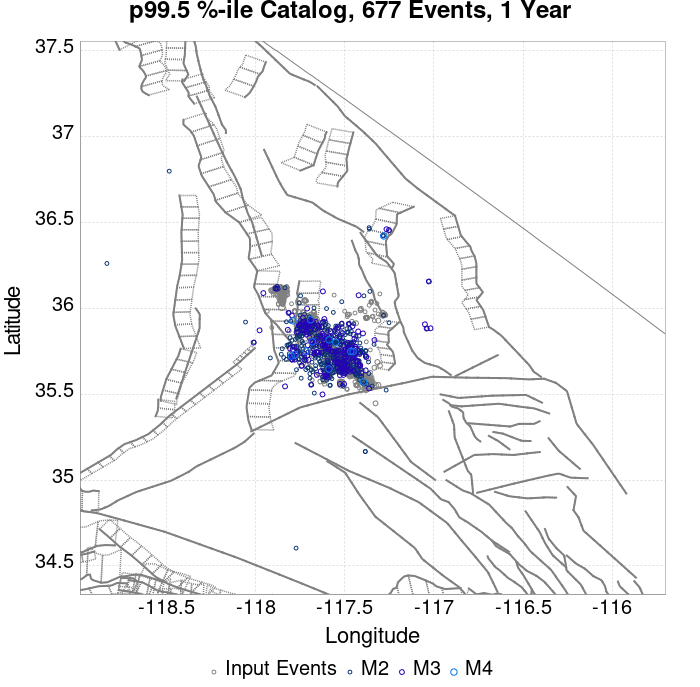 p99.5 %-ile Catalog, 677 Events, 1 Year
37.5
37
36.5
36
35.5
35
34.5
Latitude
-118.5 -118 -117.5 -117 -116.5 -116
Longitude
Input Events M2 M3 M4